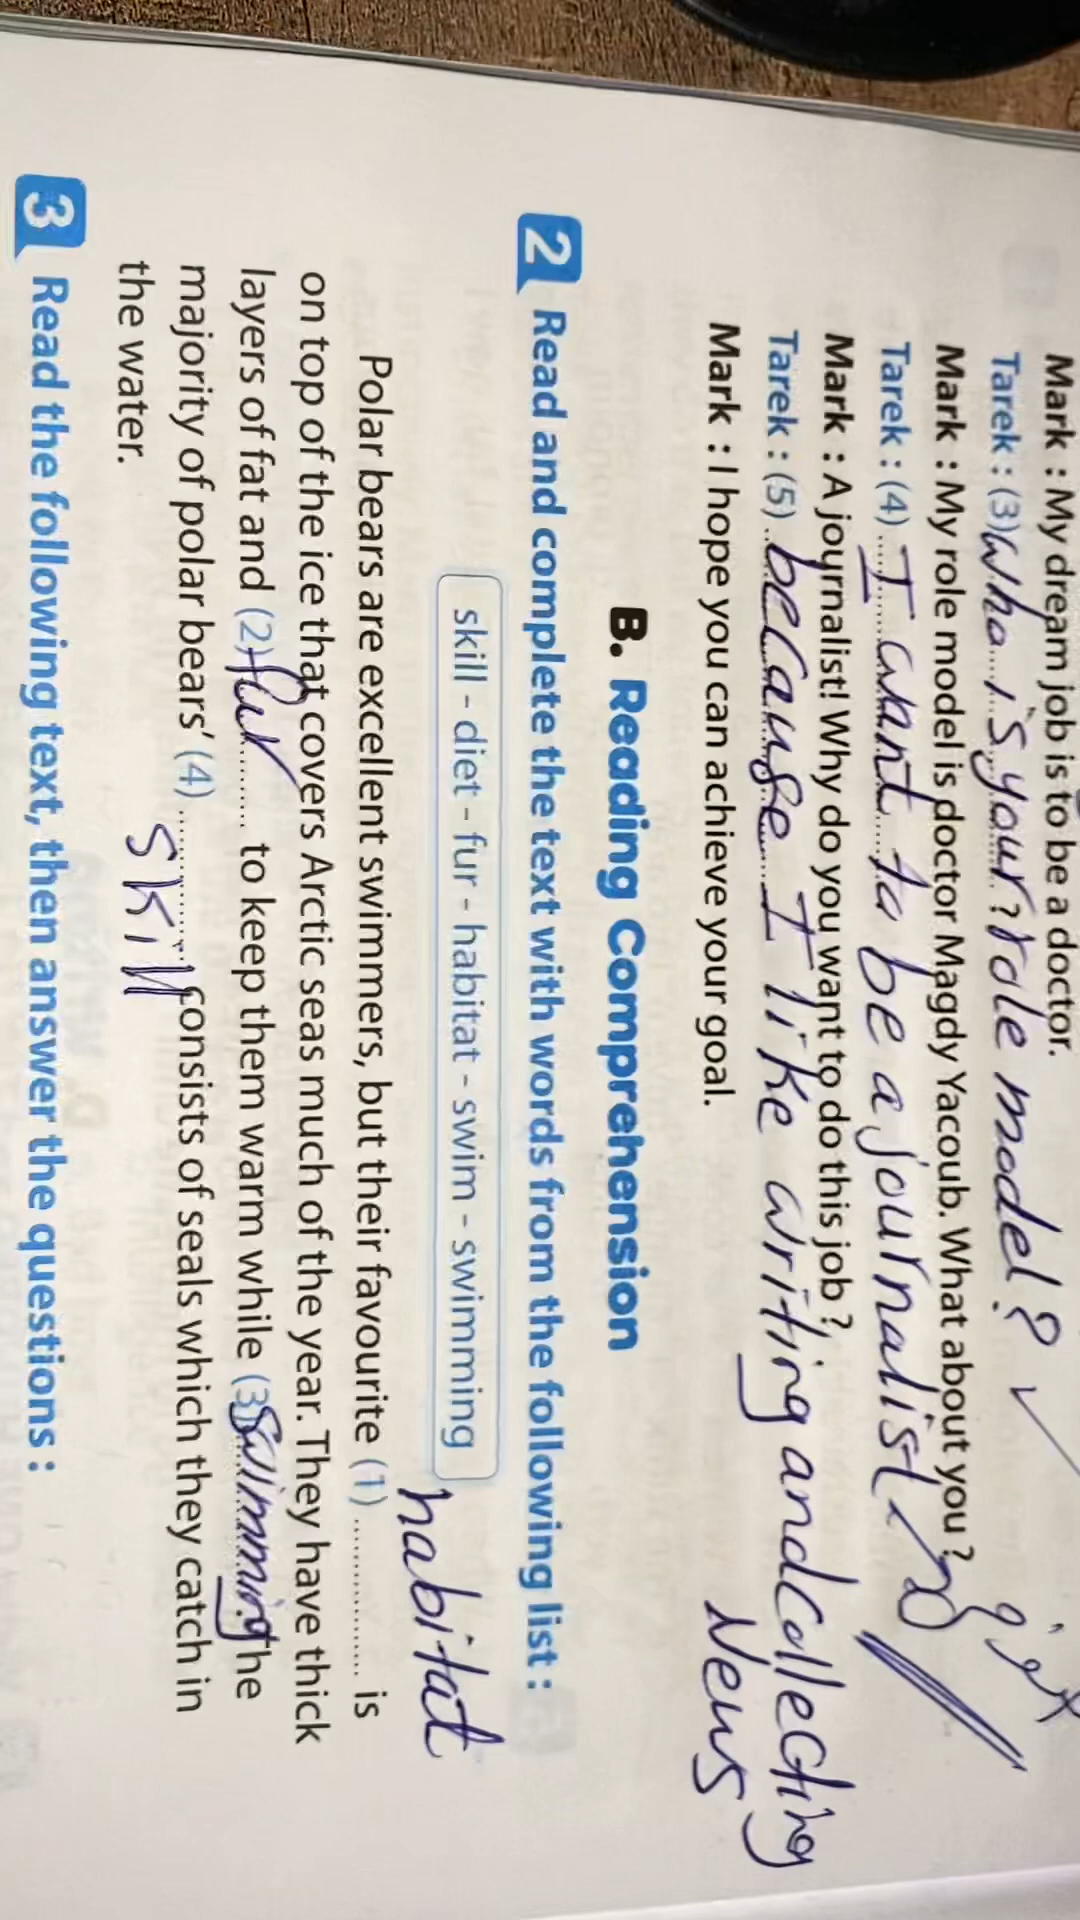 Mark : My dream job is to be a doctor.
Tarek : (3) who is your ? role model ?
Mark : My role model is doctor Magdy Yacoub. What about you?
Tarek : (4) I want to be a journalist
Mark : A journalist! Why do you want to do this job ?
Tarek : (5) because I like writing and collecting
News
Mark : I hope you can achieve your goal.
B. Reading Comprehension
2 Read and complete the text with words from the following list :
skill - diet - fur - habitat - swim - swimming
habitat
Polar bears are excellent swimmers, but their favourite (1) .............. is
on top of the ice that covers Arctic seas much of the year. They have thick
layers of fat and (2) fur ........ to keep them warm while (3) swimming the
majority of polar bears' (4) .............. consists of seals which they catch in
skill
the water.
3 Read the following text, then answer the questions :